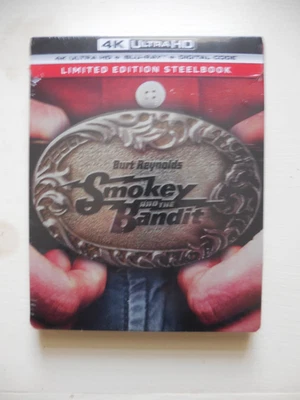 4K ULTRA HD
4K ULTRA HD + BLU-RAY + DIGITAL CODE
LIMITED EDITION STEELBOOK
Burt Reynolds
Smokey
AND THE
Bandit